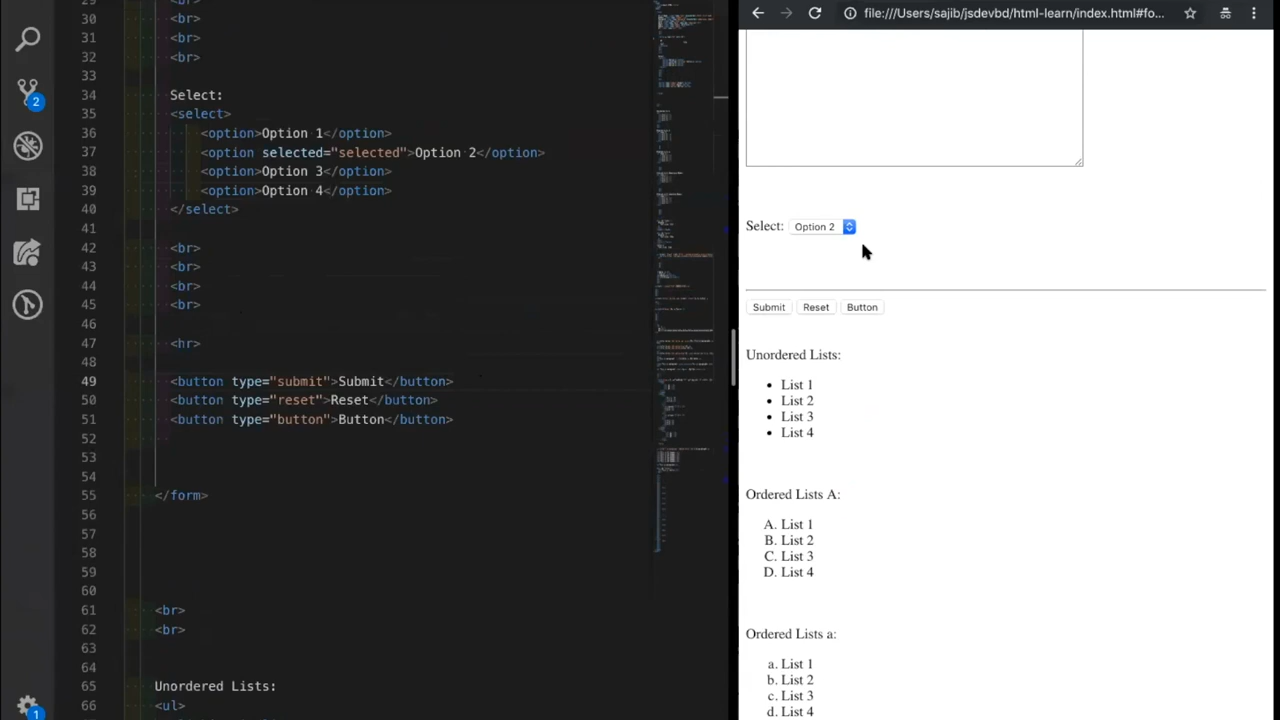 29 <br>
30 <br>
31 <br>
32 <br>
33
34 Select:
35 <select>
36 <option>Option 1</option>
37 <option selected="selected">Option 2</option>
38 <option>Option 3</option>
39 <option>Option 4</option>
40 </select>
41
42 <br>
43 <br>
44 <br>
45 <br>
46
47 <hr>
48
49 <button type="submit">Submit</button>
50 <button type="reset">Reset</button>
51 <button type="button">Button</button>
52
53
54
55 </form>
56
57
58
59
60
61 <br>
62 <br>
63
64
65 Unordered Lists:
66 <ul>
2
1
file:///Users/jaji/jsdevbd/html-learn/index.html#fo...
Select: Option 2
Submit Reset Button
Unordered Lists:
• List 1
• List 2
• List 3
• List 4
Ordered Lists A:
A. List 1
B. List 2
C. List 3
D. List 4
Ordered Lists a:
a. List 1
b. List 2
c. List 3
d. List 4